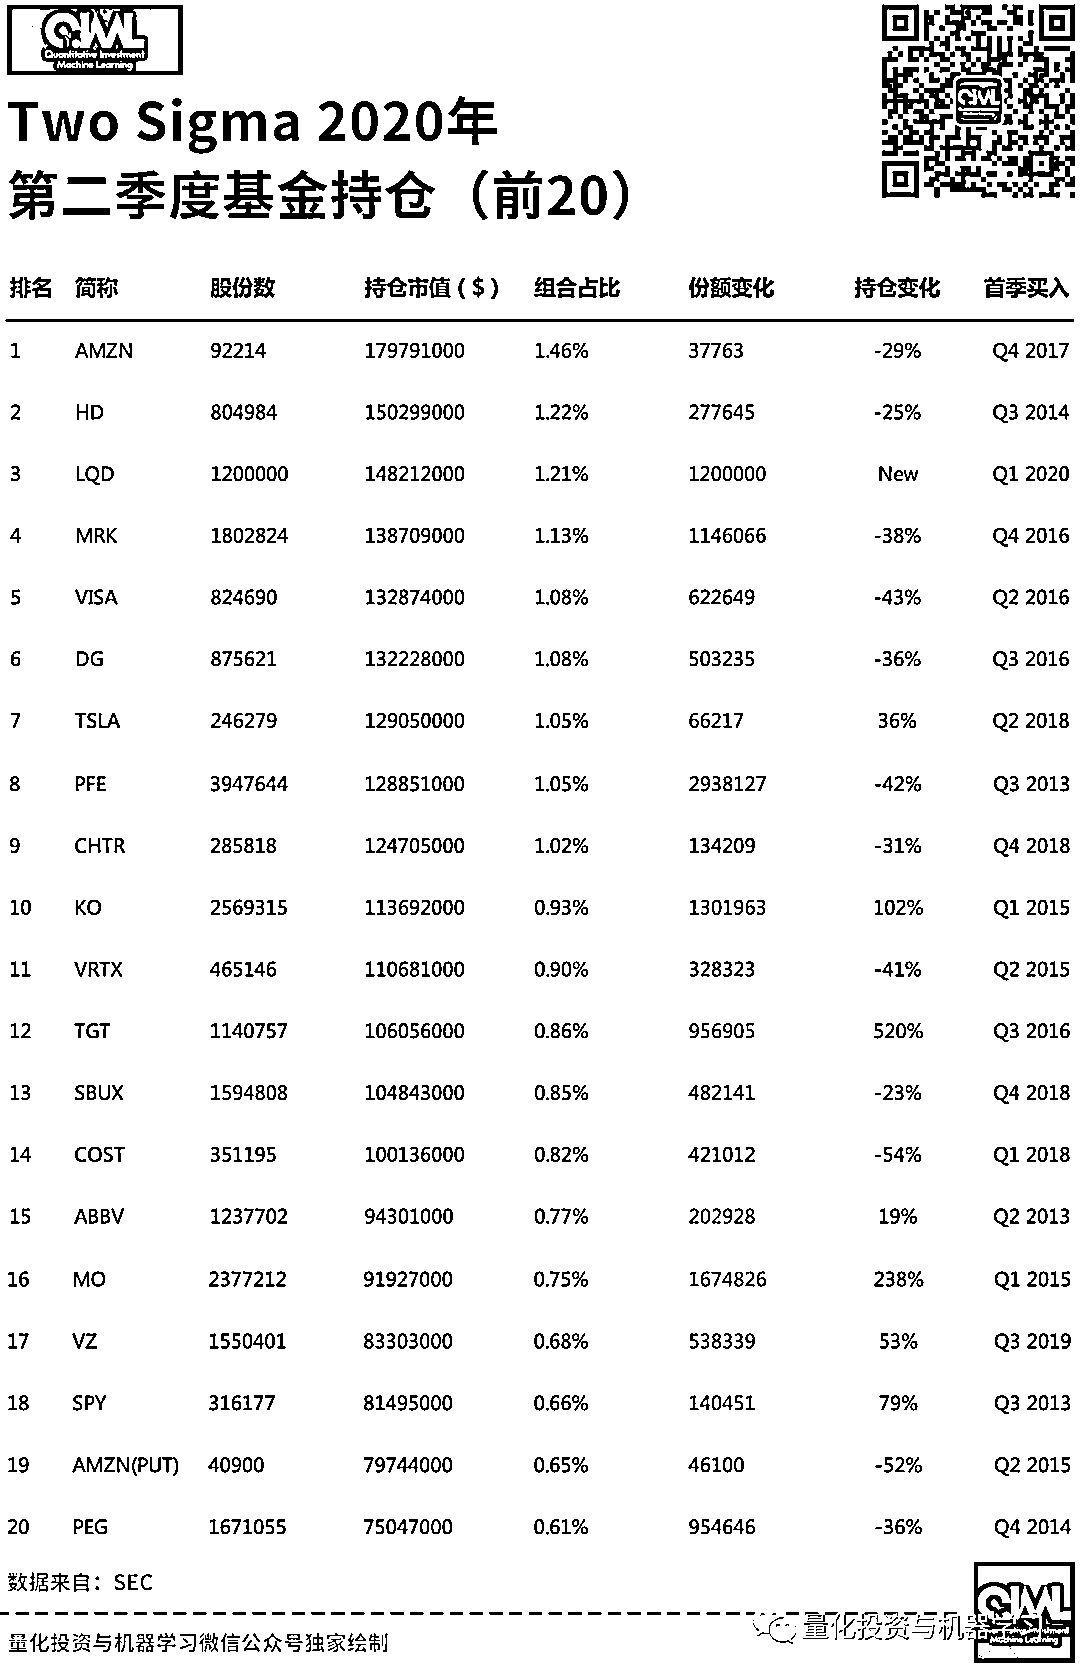 QIML
Quantitative Investment
Machine Learning
QIML
Two Sigma 2020年
第二季度基金持仓（前20）
排名 简称 股份数 持仓市值（$） 组合占比 份额变化 持仓变化 首季买入
1 AMZN 92214 179791000 1.46% 37763 -29% Q4 2017
2 HD 804984 150299000 1.22% 277645 -25% Q3 2014
3 LQD 1200000 148212000 1.21% 1200000 New Q1 2020
4 MRK 1802824 138709000 1.13% 1146066 -38% Q4 2016
5 VISA 824690 132874000 1.08% 622649 -43% Q2 2016
6 DG 875621 132228000 1.08% 503235 -36% Q3 2016
7 TSLA 246279 129050000 1.05% 66217 36% Q2 2018
8 PFE 3947644 128851000 1.05% 2938127 -42% Q3 2013
9 CHTR 285818 124705000 1.02% 134209 -31% Q4 2018
10 KO 2569315 113692000 0.93% 1301963 102% Q1 2015
11 VRTX 465146 110681000 0.90% 328323 -41% Q2 2015
12 TGT 1140757 106056000 0.86% 956905 520% Q3 2016
13 SBUX 1594808 104843000 0.85% 482141 -23% Q4 2018
14 COST 351195 100136000 0.82% 421012 -54% Q1 2018
15 ABBV 1237702 94301000 0.77% 202928 19% Q2 2013
16 MO 2377212 91927000 0.75% 1674826 238% Q1 2015
17 VZ 1550401 83303000 0.68% 538339 53% Q3 2019
18 SPY 316177 81495000 0.66% 140451 79% Q3 2013
19 AMZN(PUT) 40900 79744000 0.65% 46100 -52% Q2 2015
20 PEG 1671055 75047000 0.61% 954646 -36% Q4 2014
数据来自：SEC
量化投资与机器学习微信公众号独家绘制
量化投资与机器学习
QIML
Machine Learning